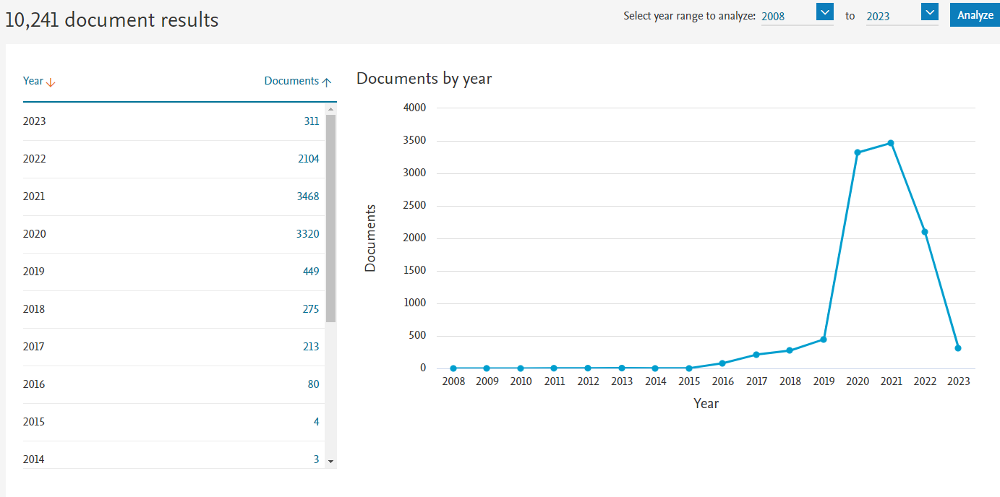 10,241 document results
Select year range to analyze: 2008 to 2023 Analyze
Year Documents
2023 311
2022 2104
2021 3468
2020 3320
2019 449
2018 275
2017 213
2016 80
2015 4
2014 3
Documents by year
4000
3500
3000
2500
2000
1500
1000
500
0
Documents
2008 2009 2010 2011 2012 2013 2014 2015 2016 2017 2018 2019 2020 2021 2022 2023
Year